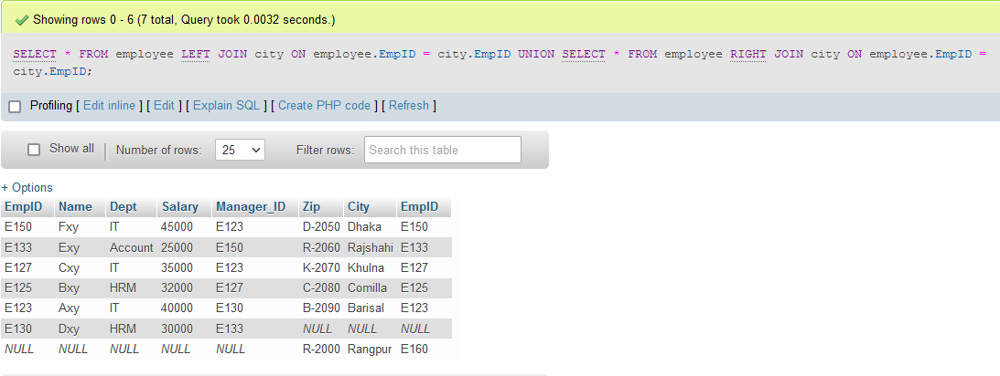 Showing rows 0 - 6 (7 total, Query took 0.0032 seconds.)
SELECT * FROM employee LEFT JOIN city ON employee.EmpID = city.EmpID UNION SELECT * FROM employee RIGHT JOIN city ON employee.EmpID =
city.EmpID;
Profiling [ Edit inline ] [ Edit ] [ Explain SQL ] [ Create PHP code ] [ Refresh ]
Show all | Number of rows: 25 Filter rows: Search this table
+ Options
EmpID Name Dept Salary Manager_ID Zip City EmpID
E150 Fxy IT 45000 E123 D-2050 Dhaka E150
E133 Exy Account 25000 E150 R-2060 Rajshahi E133
E127 Cxy IT 35000 E123 K-2070 Khulna E127
E125 Bxy HRM 32000 E127 C-2080 Comilla E125
E123 Axy IT 40000 E130 B-2090 Barisal E123
E130 Dxy HRM 30000 E133 NULL NULL NULL
NULL NULL NULL NULL NULL R-2000 Rangpur E160